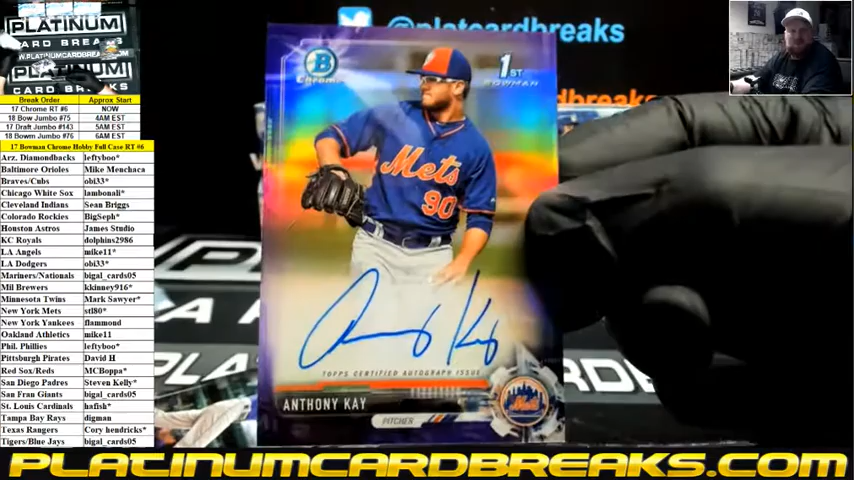 PLATINUM
CARD BREAKS
WWW.PLATINUMCARDBREAKS.COM
PLATINUM
CARD BREAKS
@platcardbreaks
Break Order Approx Start
17 Chrome RT #6 NOW
18 Bow Jumbo #75 4AM EST
17 Draft Jumbo #143 5AM EST
18 Bowm Jumbo #76 6AM EST
17 Bowman Chrome Hobby Full Case RT #6
Arz. Diamondbacks leftyboo*
Baltimore Orioles Mike Menchaca
Braves/Cubs obi33*
Chicago White Sox lambonali*
Cleveland Indians Sean Briggs
Colorado Rockies BigSeph*
Houston Astros James Studio
KC Royals dolphins2986
LA Angels mike11*
LA Dodgers obi33*
Mariners/Nationals bigal_cards05
Mil Brewers kkinney916*
Minnesota Twins Mark Sawyer*
New York Mets stl80*
New York Yankees flammond
Oakland Athletics mike11
Phil. Phillies leftyboo*
Pittsburgh Pirates David H
Red Sox/Reds MCBoppa*
San Diego Padres Steven Kelly*
San Fran Giants bigal_cards05
St. Louis Cardinals hafish*
Tampa Bay Rays digman
Texas Rangers Cory hendricks*
Tigers/Blue Jays bigal_cards05
B
Chrome
1ST
BOWMAN
Mets
90
TOPPS CERTIFIED AUTOGRAPH ISSUE
ANTHONY KAY
PITCHER
Mets
PLATINUMCARDBREAKS.COM